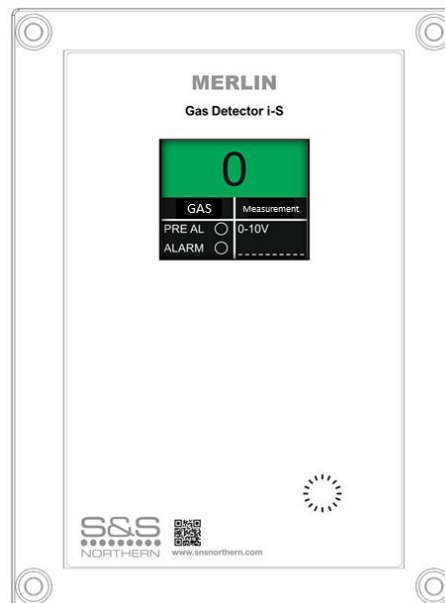 MERLIN
Gas Detector i-S
0
GAS Measurement
PRE AL 0-10V
ALARM
S&S
NORTHERN www.snsnorthern.com